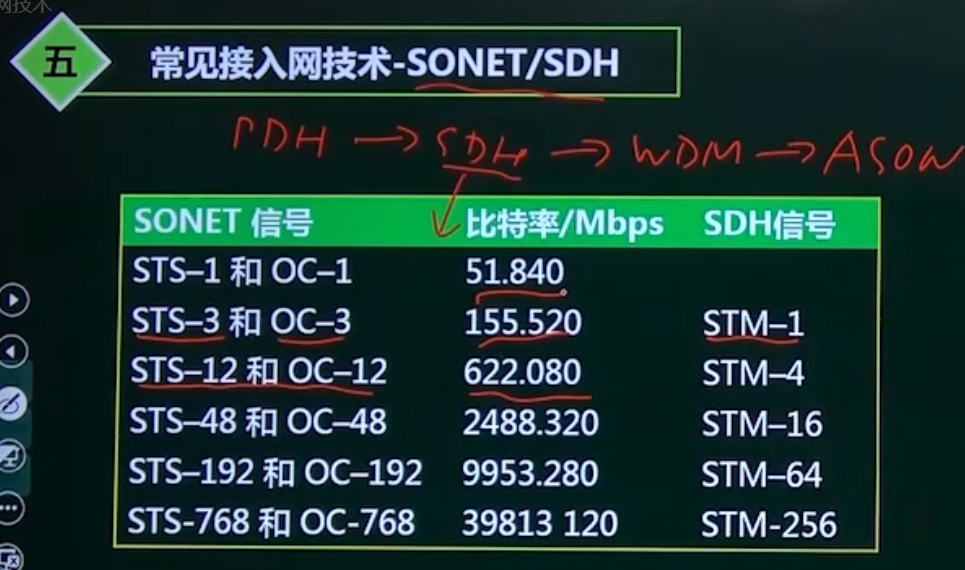 网技术
五
常见接入网技术-SONET/SDH
PDH → SDH → WDM → ASON
SONET 信号 比特率/Mbps SDH信号
STS–1 和 OC–1 51.840
STS–3 和 OC–3 155.520 STM–1
STS–12 和 OC–12 622.080 STM–4
STS–48 和 OC–48 2488.320 STM–16
STS–192 和 OC–192 9953.280 STM–64
STS-768 和 OC-768 39813 120 STM-256